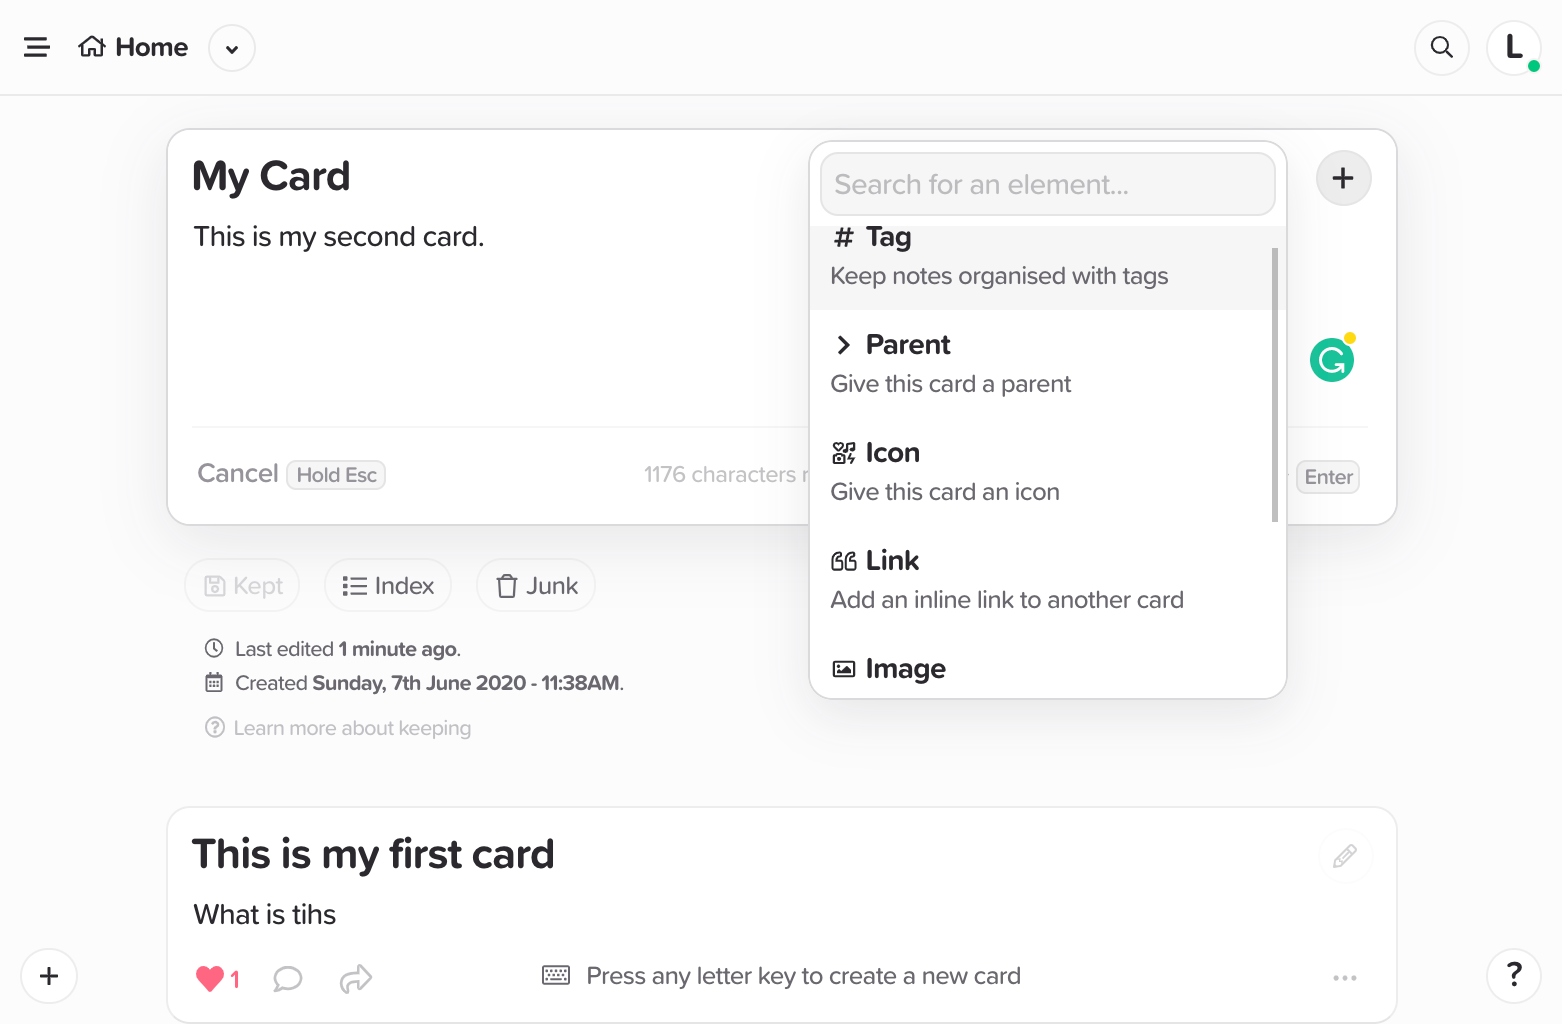 Home
L
My Card
This is my second card.
Search for an element...
# Tag
Keep notes organised with tags
Parent
Give this card a parent
Icon
Give this card an icon
Link
Add an inline link to another card
Image
Cancel Hold Esc
1176 characters
Enter
Kept
Index
Junk
Last edited 1 minute ago.
Created Sunday, 7th June 2020 - 11:38AM.
Learn more about keeping
This is my first card
What is tihs
1
Press any letter key to create a new card
?